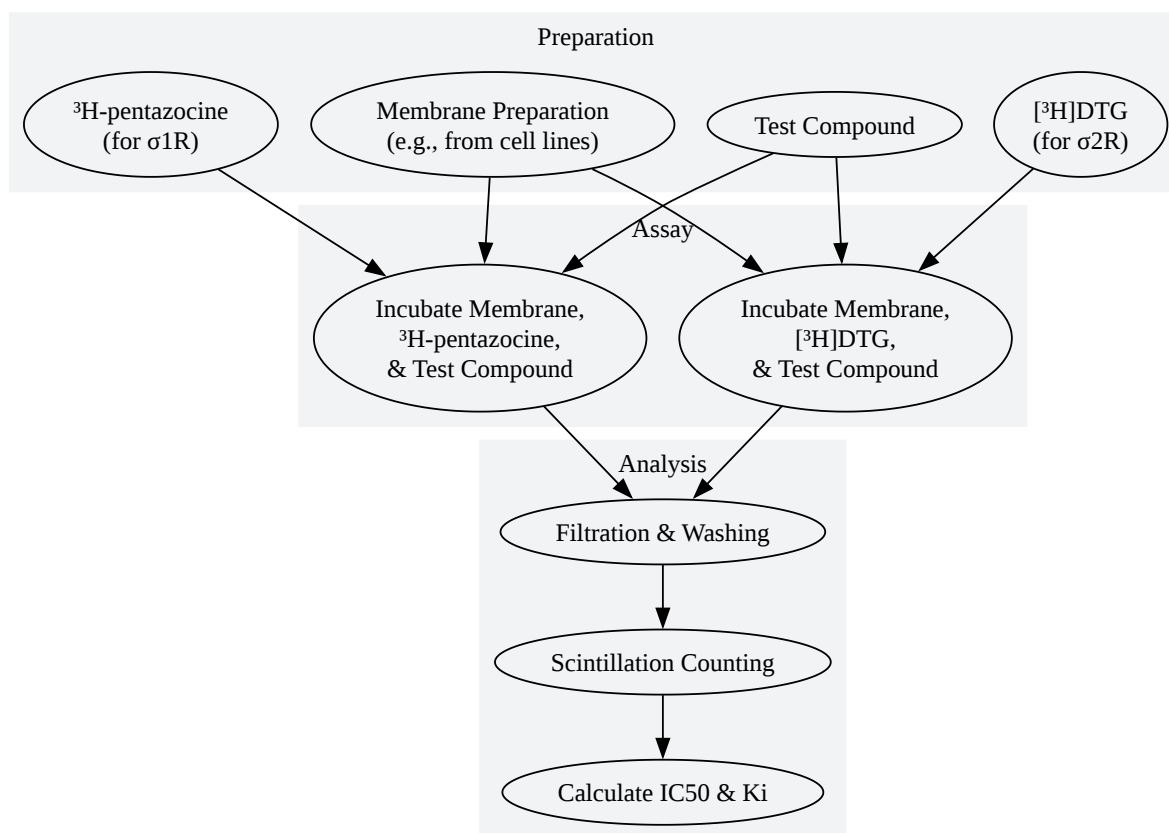 Preparation
³H-pentazocine
(for σ1R)
Membrane Preparation
(e.g., from cell lines)
Test Compound
[³H]DTG
(for σ2R)
Assay
Incubate Membrane,
³H-pentazocine,
& Test Compound
Incubate Membrane,
[³H]DTG,
& Test Compound
Analysis
Filtration & Washing
Scintillation Counting
Calculate IC50 & Ki